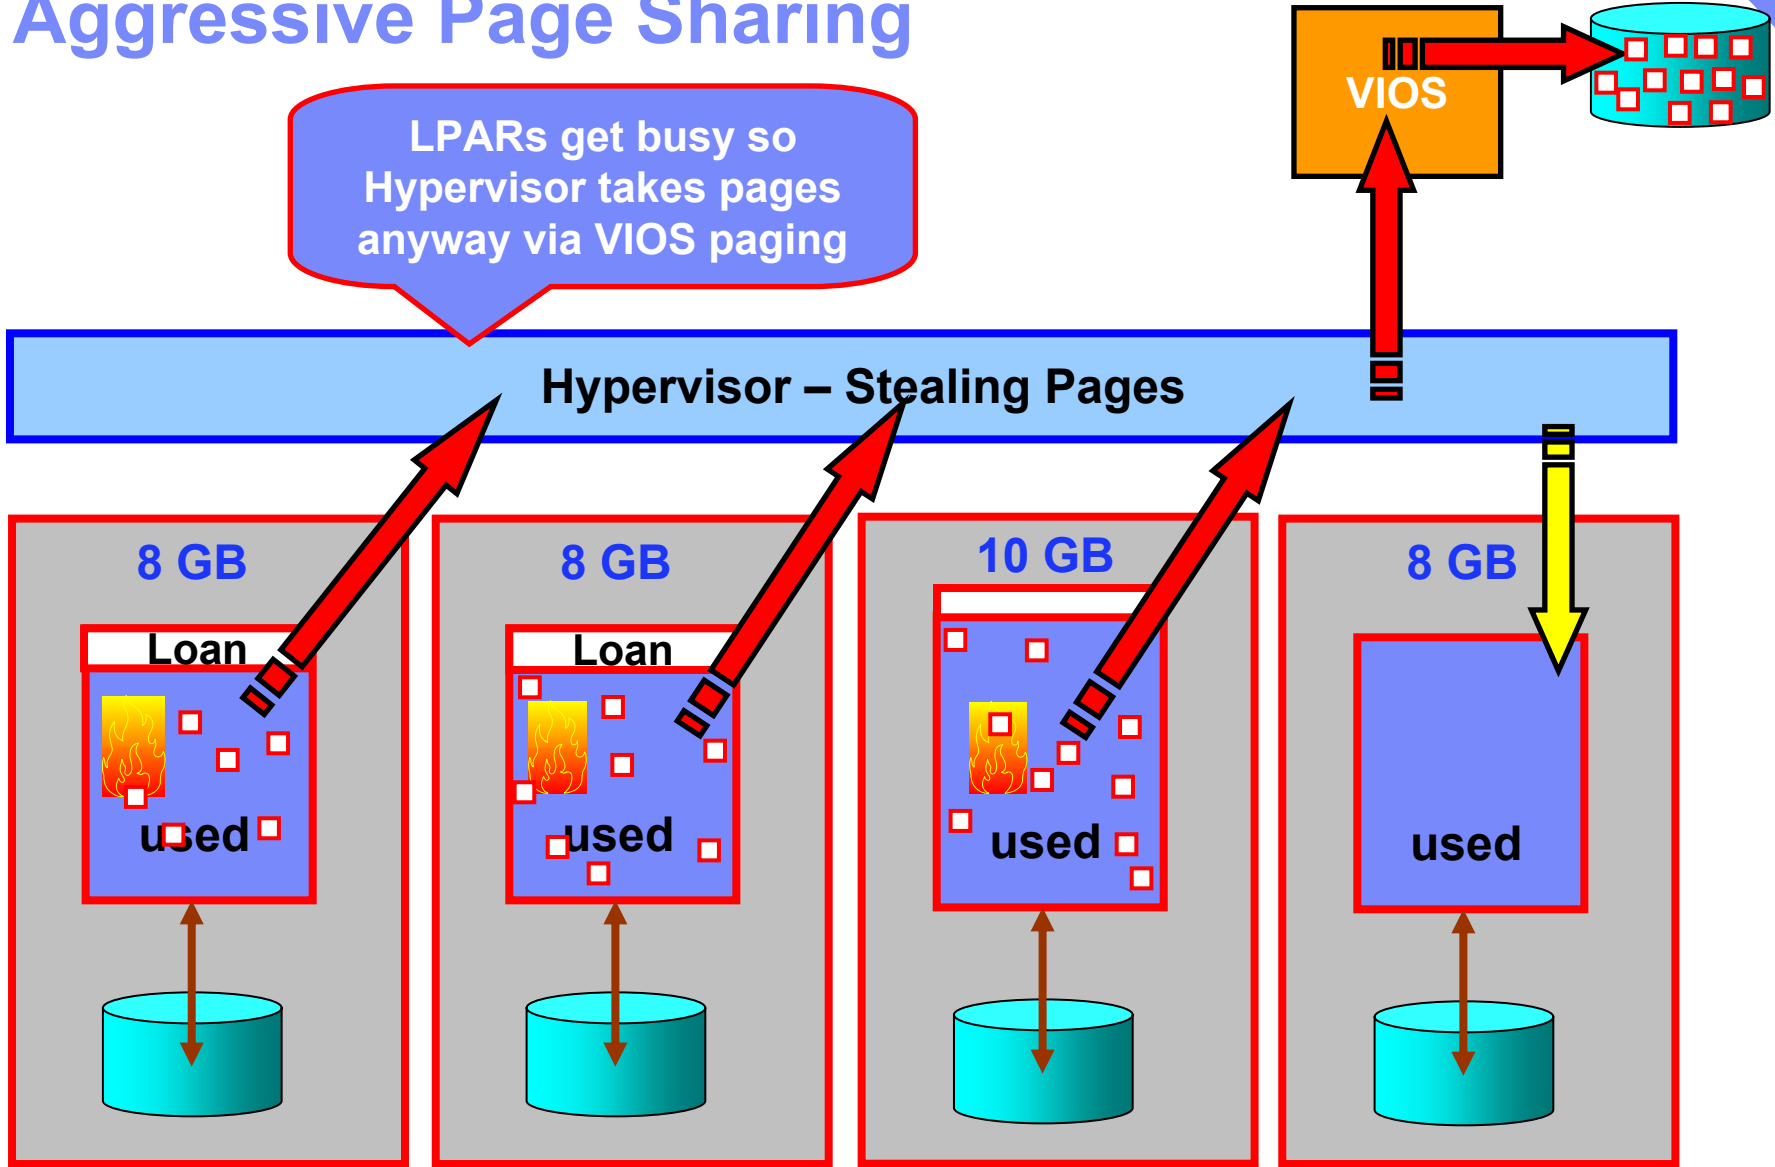 Aggressive Page Sharing
VIOS
LPARs get busy so
Hypervisor takes pages
anyway via VIOS paging
Hypervisor – Stealing Pages
8 GB
8 GB
10 GB
8 GB
Loan
Loan
used
used
used
used